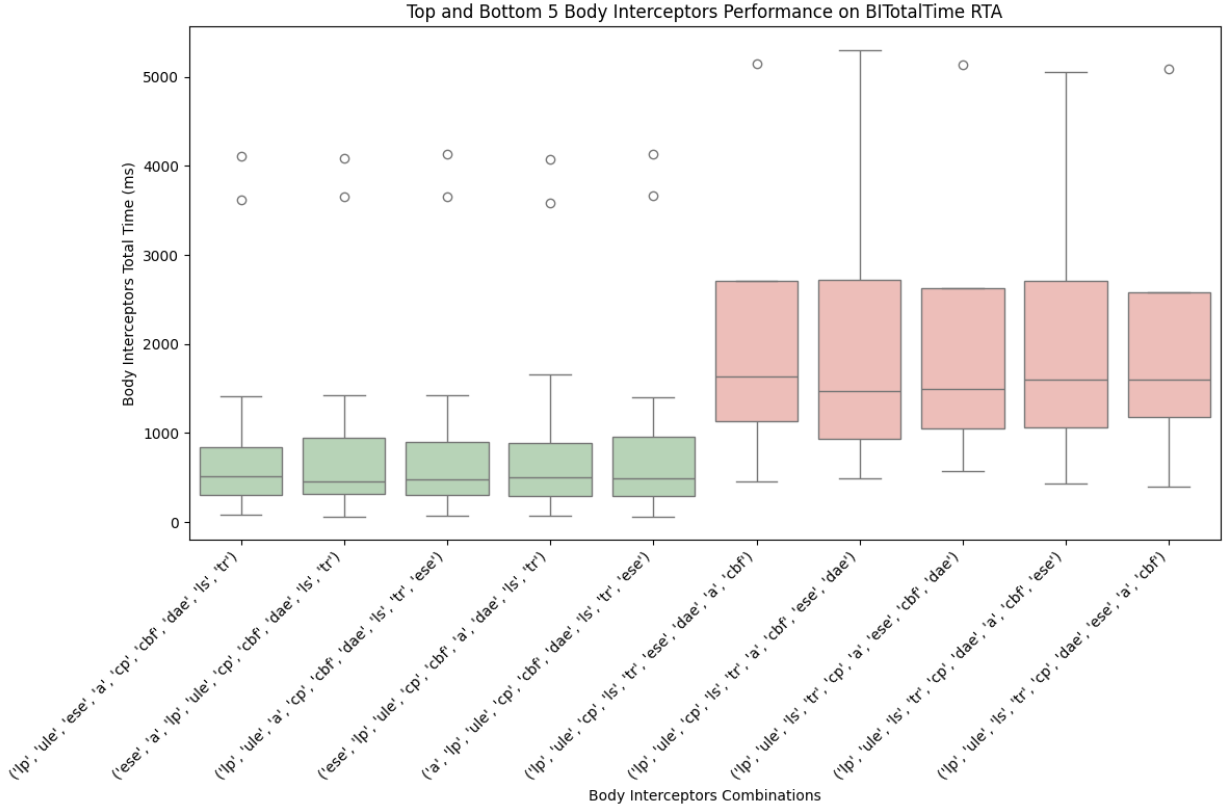 Top and Bottom 5 Body Interceptors Performance on BITotalTime RTA
Body Interceptors Total Time (ms)
5000
4000
3000
2000
1000
0
('lp', 'ule', 'ese', 'a', 'cp', 'cbf', 'dae', 'ls', 'tr')
('ese', 'a', 'lp', 'ule', 'cp', 'cbf', 'dae', 'ls', 'tr')
('lp', 'ule', 'a', 'cp', 'cbf', 'dae', 'ls', 'tr', 'ese')
('ese', 'lp', 'ule', 'cp', 'cbf', 'a', 'dae', 'ls', 'tr')
('a', 'lp', 'ule', 'cp', 'cbf', 'dae', 'ls', 'tr', 'ese')
('lp', 'ule', 'cp', 'ls', 'tr', 'ese', 'dae', 'a', 'cbf')
('lp', 'ule', 'cp', 'ls', 'tr', 'a', 'cbf', 'ese', 'dae')
('lp', 'ule', 'ls', 'tr', 'cp', 'a', 'ese', 'cbf', 'dae')
('lp', 'ule', 'ls', 'tr', 'cp', 'dae', 'a', 'cbf', 'ese')
('lp', 'ule', 'ls', 'tr', 'cp', 'dae', 'ese', 'a', 'cbf')
Body Interceptors Combinations